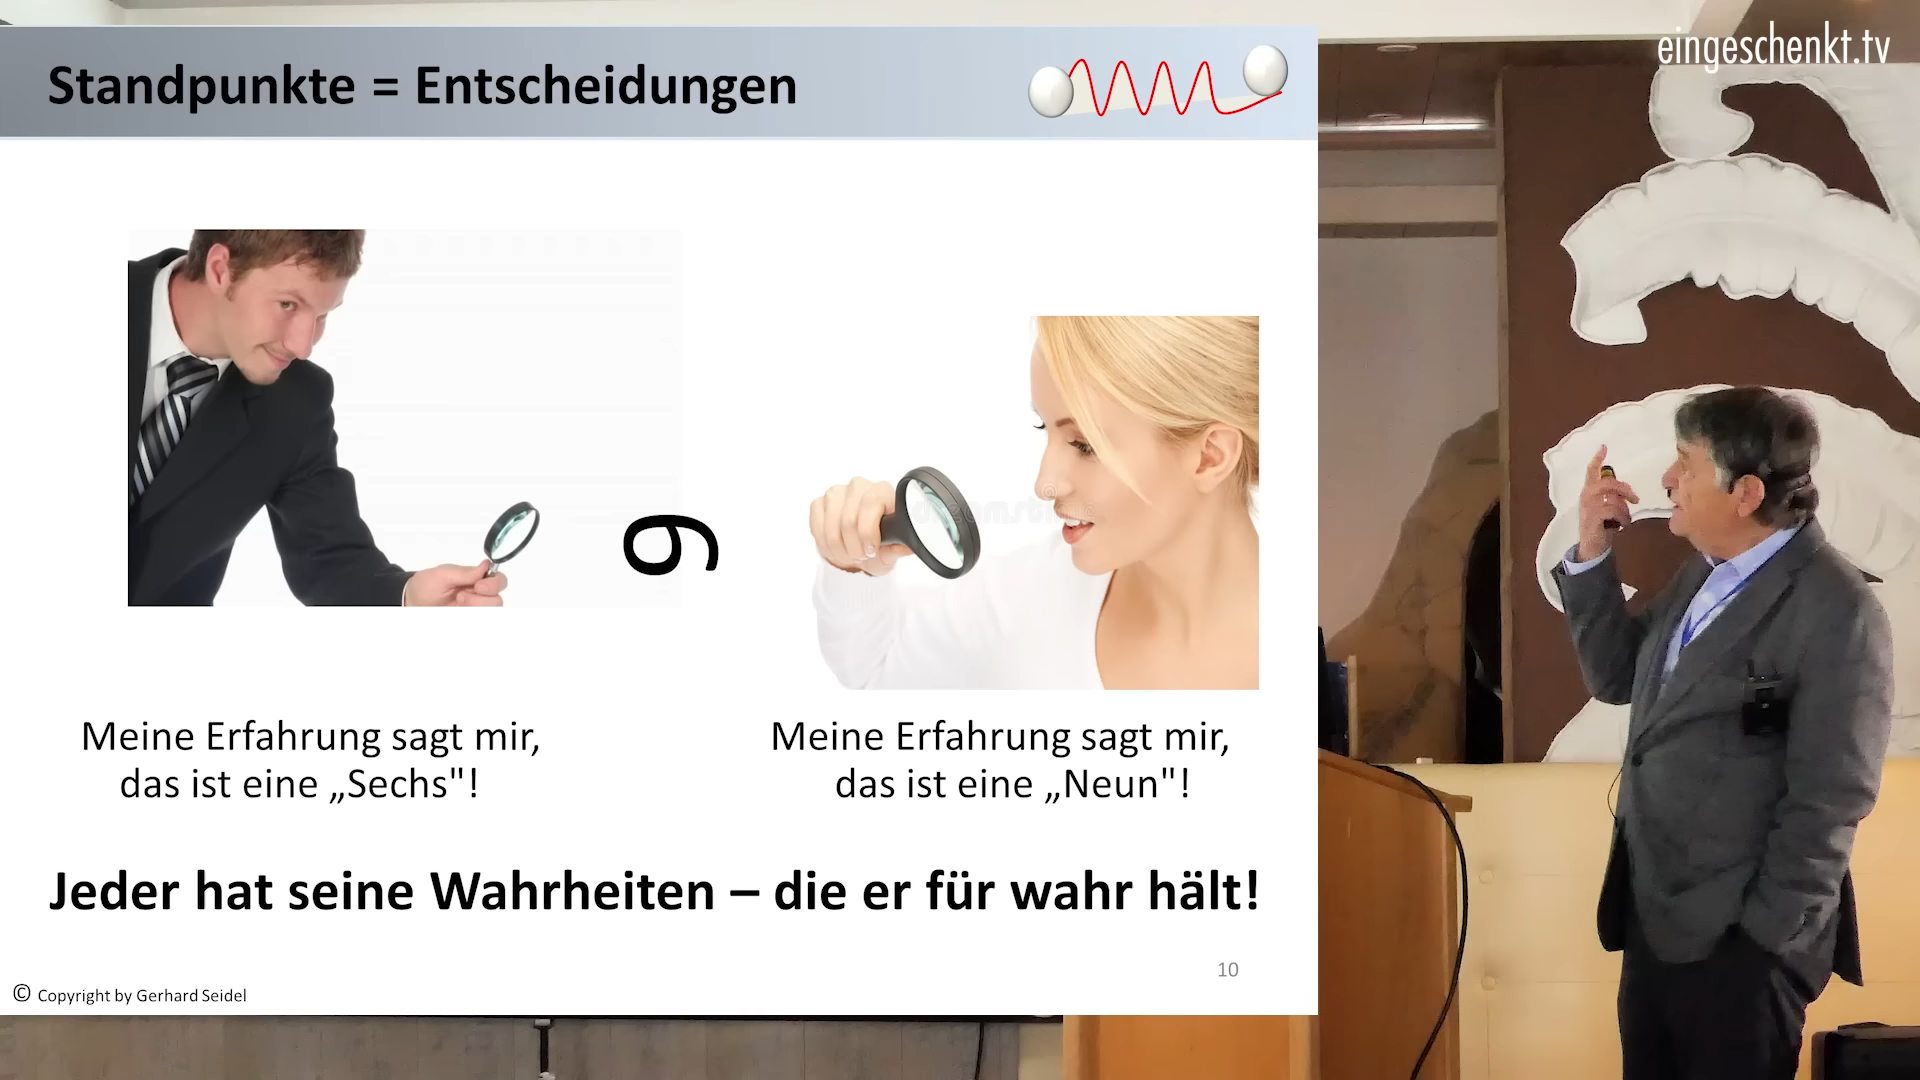 eingeschenkt.tv
Standpunkte = Entscheidungen
9
Meine Erfahrung sagt mir,
das ist eine „Sechs"!
Meine Erfahrung sagt mir,
das ist eine „Neun"!
Jeder hat seine Wahrheiten – die er für wahr hält!
10
© Copyright by Gerhard Seidel